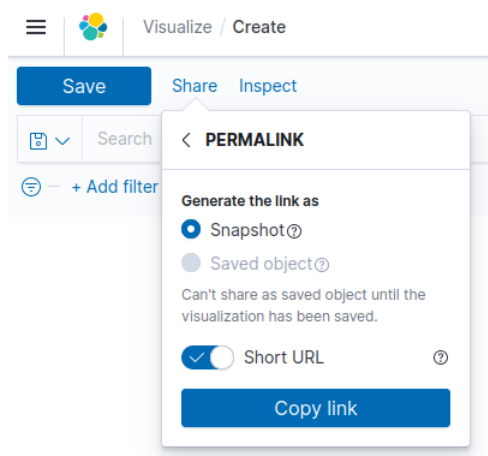 Visualize / Create
Save Share Inspect
Search
PERMALINK
+ Add filter
Generate the link as
Snapshot
Saved object
Can't share as saved object until the
visualization has been saved.
Short URL
Copy link